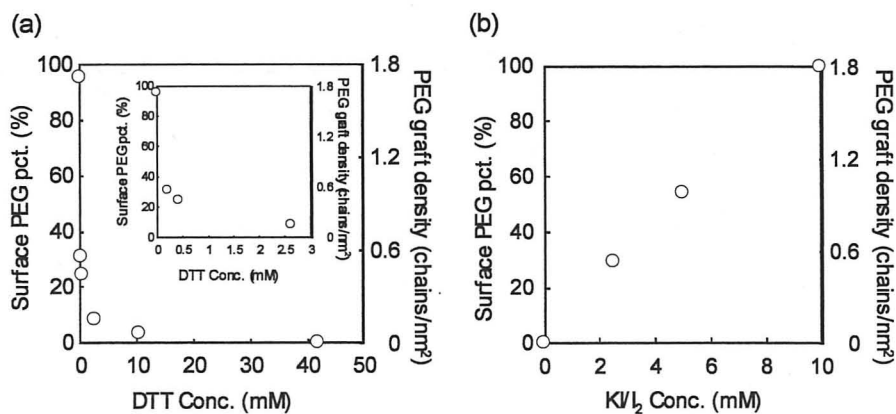 (a)
100
80
60
40
20
0
Surface PEG pct. (%)
0 10 20 30 40 50
DTT Conc. (mM)
1.8
1.2
0.6
0
PEG graft density (chains/nm²)
100
80
60
40
20
0
Surface PEG pct. (%)
0 0.5 1 1.5 2 2.5 3
DTT Conc. (mM)
1.8
1.2
0.6
0
PEG graft density (chains/nm²)
(b)
100
80
60
40
20
0
Surface PEG pct. (%)
0 2 4 6 8 10
KI/I₂ Conc. (mM)
1.8
1.2
0.6
0
PEG graft density (chains/nm²)